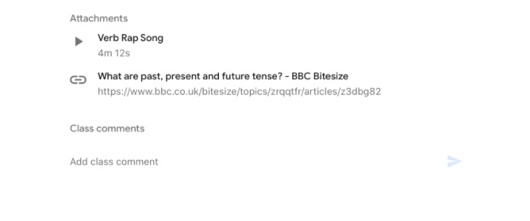 Attachments
Verb Rap Song
4m 12s
What are past, present and future tense? - BBC Bitesize
https://www.bbc.co.uk/bitesize/topics/zrqqtfr/articles/z3dbg82
Class comments
Add class comment